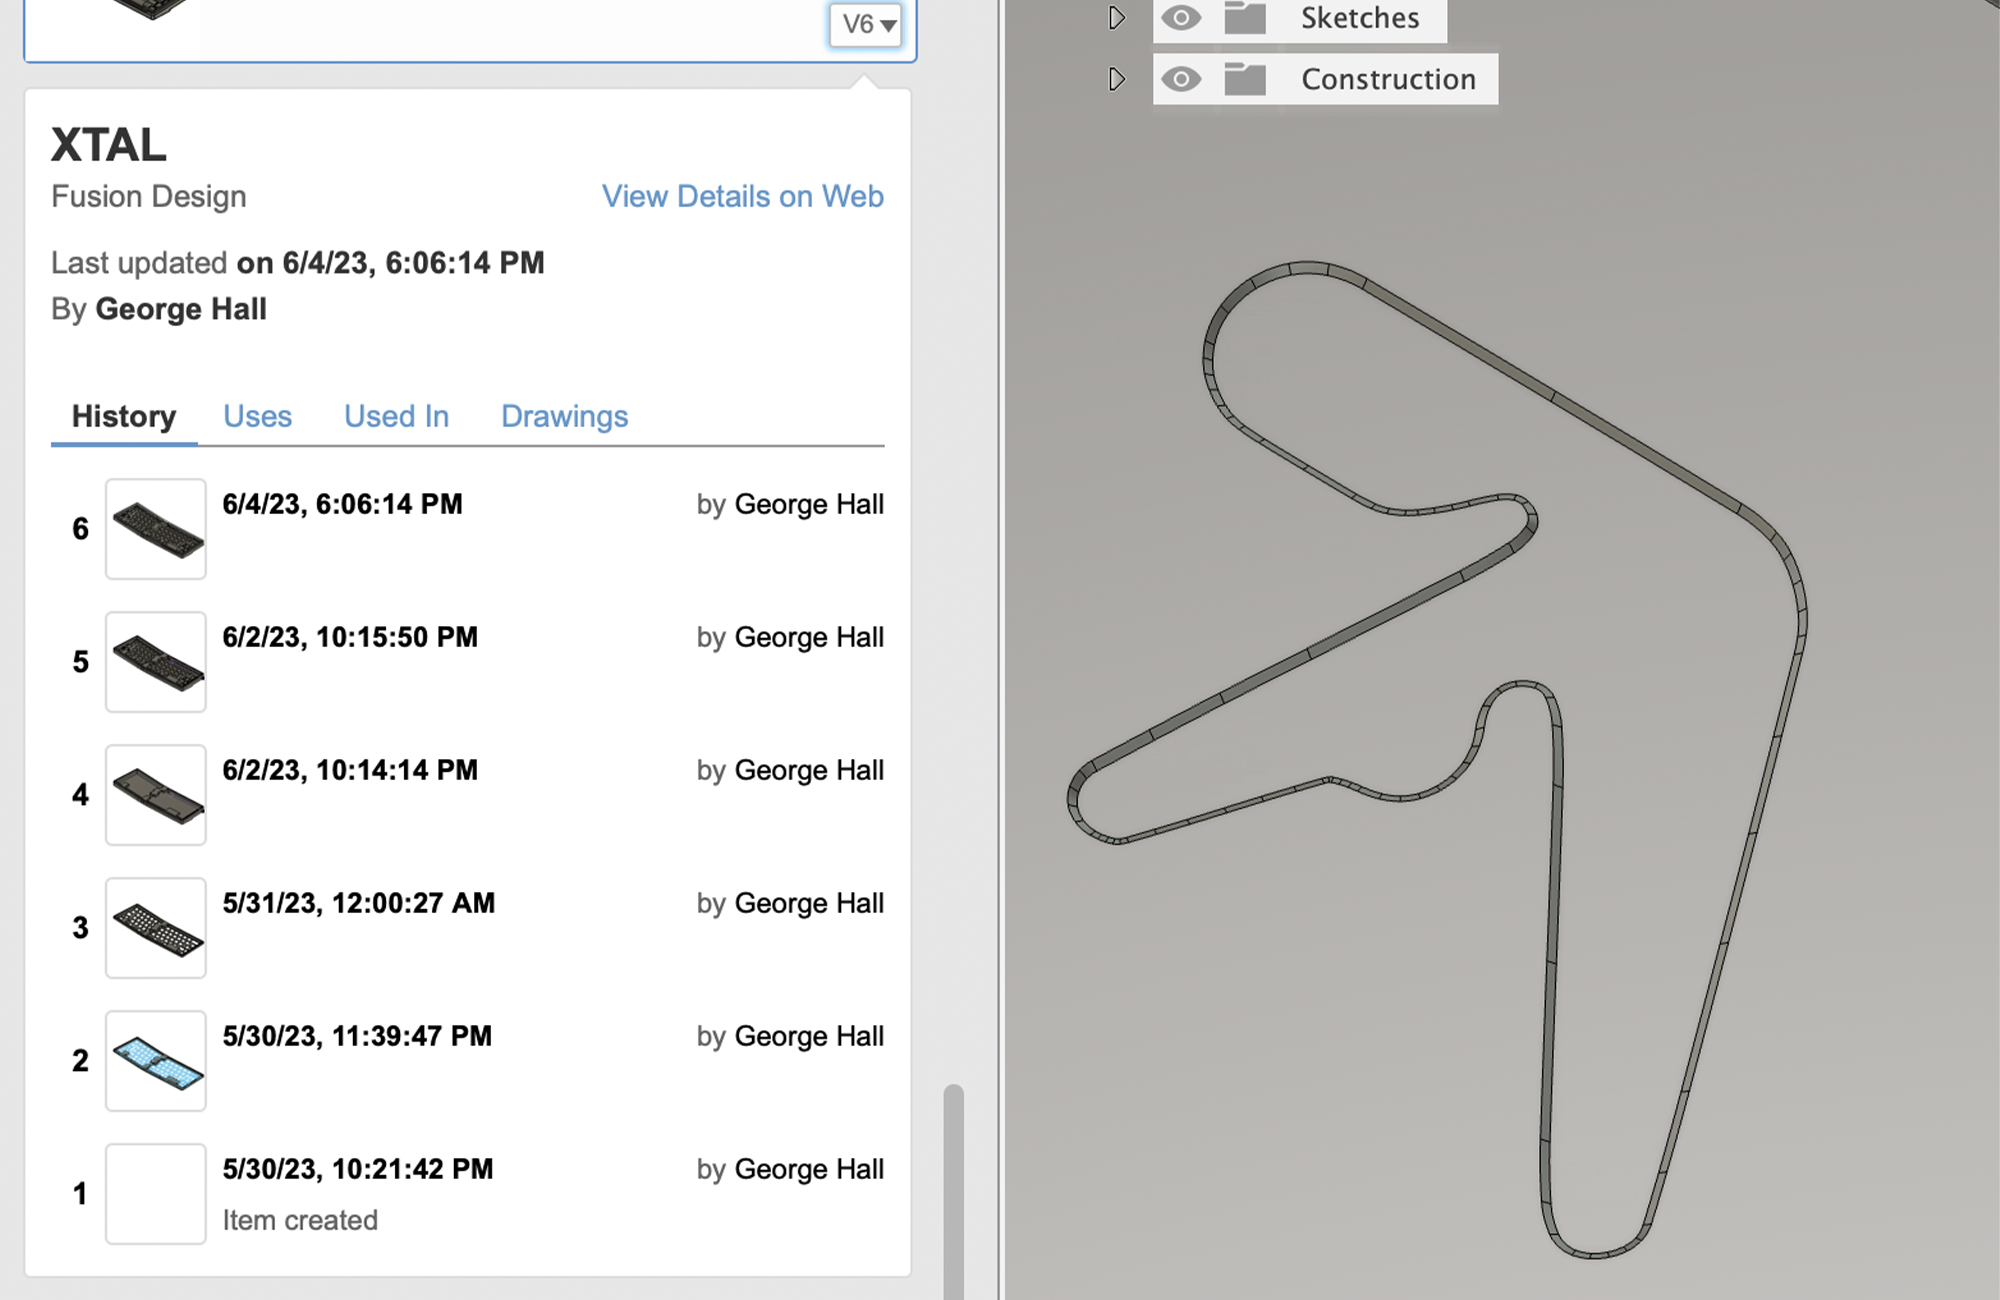 V6
XTAL
Fusion Design
View Details on Web
Last updated on 6/4/23, 6:06:14 PM
By George Hall
History Uses Used In Drawings
6 6/4/23, 6:06:14 PM by George Hall
5 6/2/23, 10:15:50 PM by George Hall
4 6/2/23, 10:14:14 PM by George Hall
3 5/31/23, 12:00:27 AM by George Hall
2 5/30/23, 11:39:47 PM by George Hall
1 5/30/23, 10:21:42 PM by George Hall
Item created
Sketches
Construction